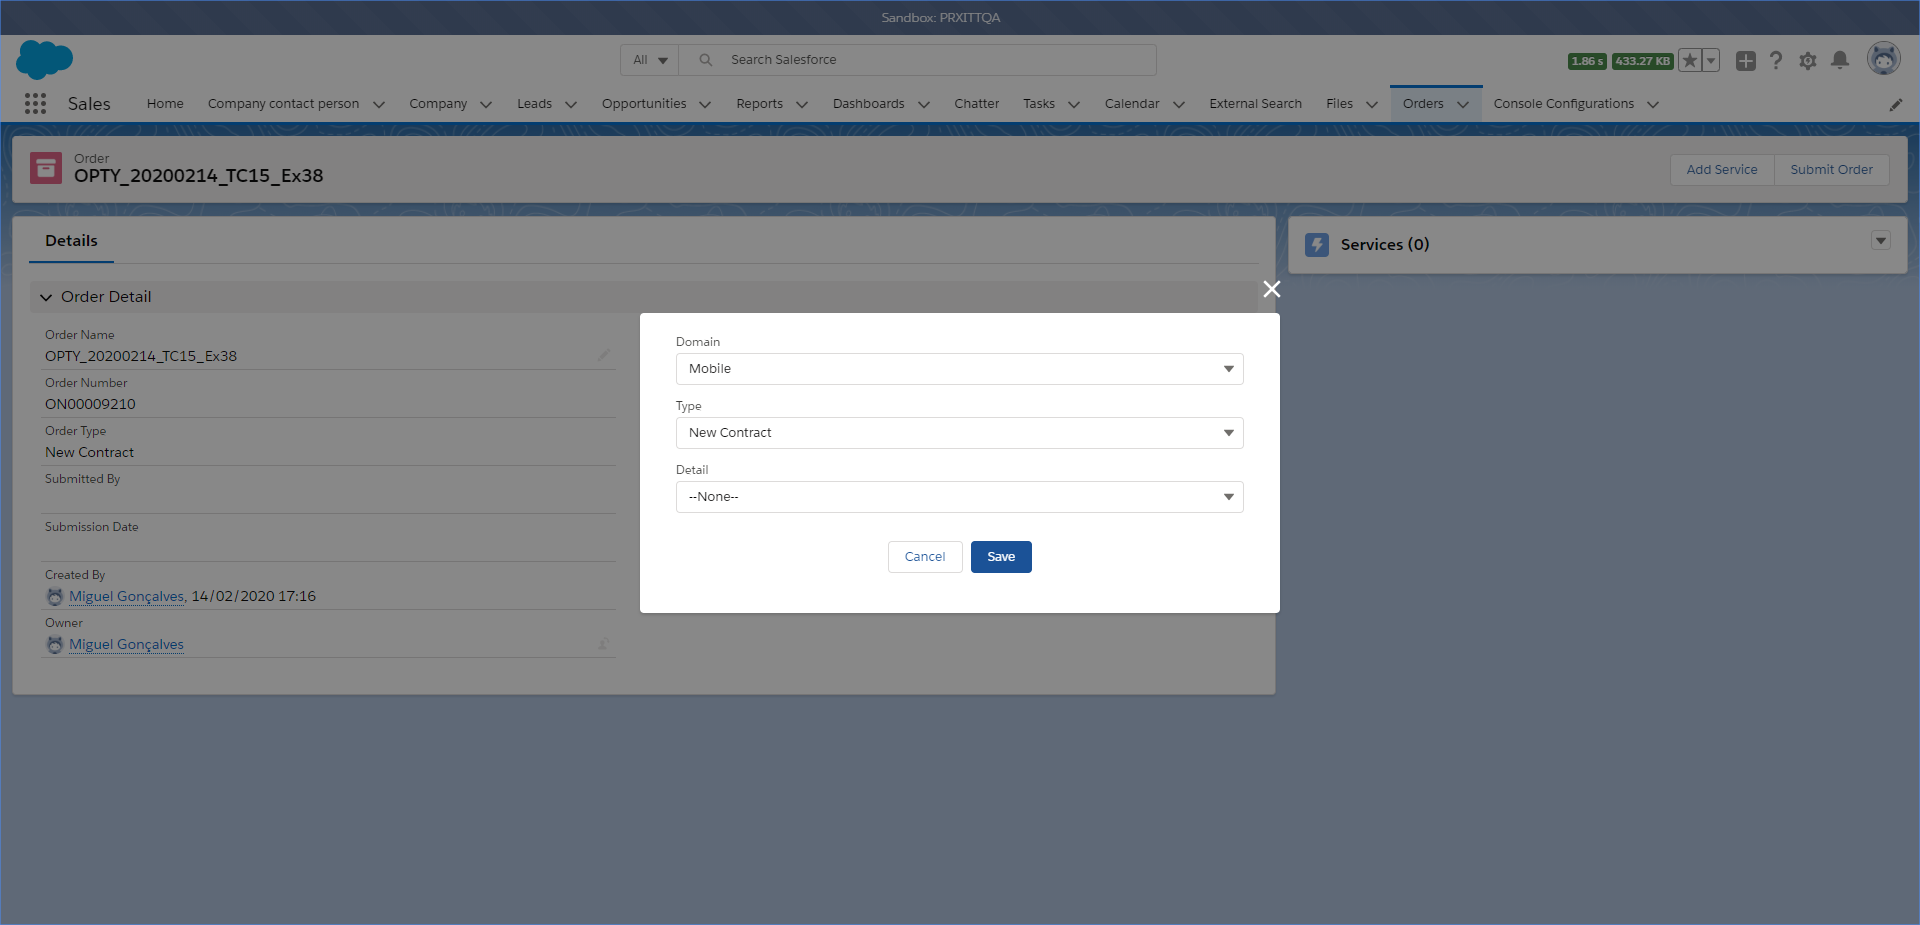 Sandbox: PRXITTQA
All Search Salesforce 1.86 s 433.27 KB
Sales Home Company contact person Company Leads Opportunities Reports Dashboards Chatter Tasks Calendar External Search Files Orders Console Configurations
Order
OPTY_20200214_TC15_Ex38
Add Service Submit Order
Details
Services (0)
Order Detail
Order Name
OPTY_20200214_TC15_Ex38
Order Number
ON00009210
Order Type
New Contract
Submitted By
Submission Date
Created By
Miguel Gonçalves, 14/02/2020 17:16
Owner
Miguel Gonçalves
Domain
Mobile
Type
New Contract
Detail
--None--
Cancel Save